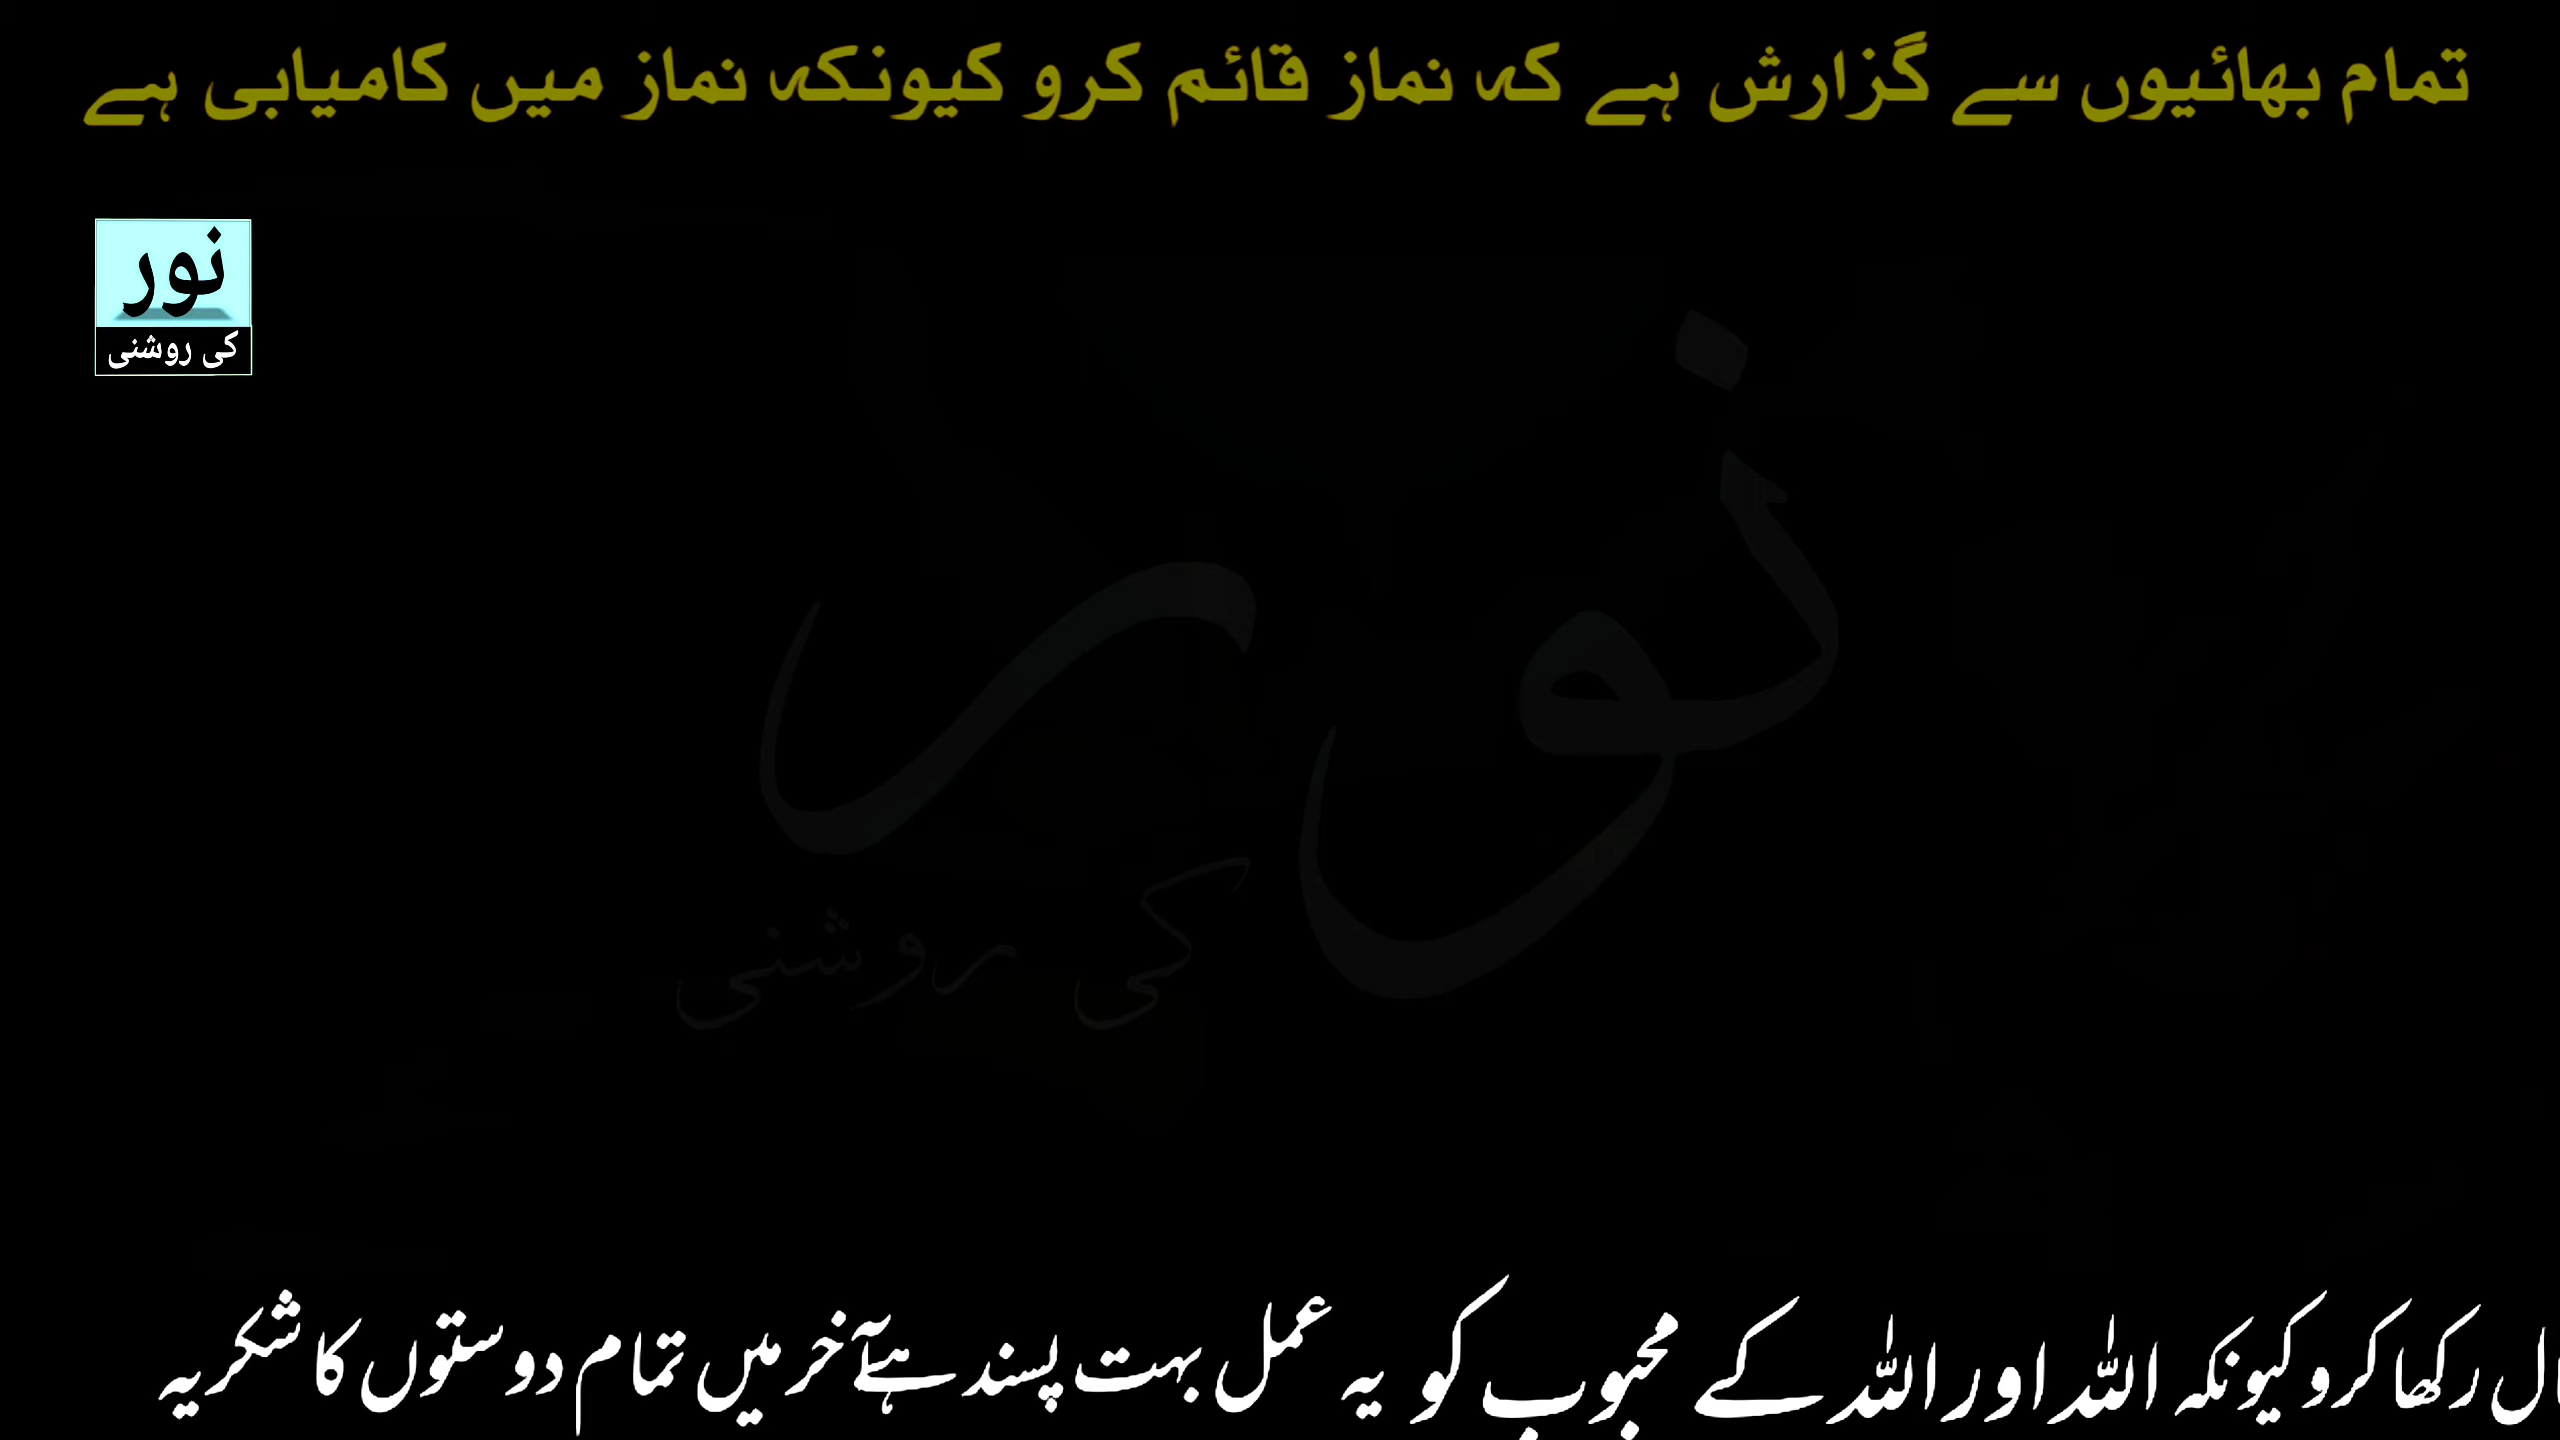 تمام بھائیوں سے گزارش ہے کہ نماز قائم کرو کیونکہ نماز میں کامیابی ہے
نور
کی روشنی
نور
کی روشنی
رکھا کرو کیونکہ اللہ اور اللہ کے محبوب کو یہ عمل بہت پسند ہے آخر میں تمام دوستوں کا شکریہ